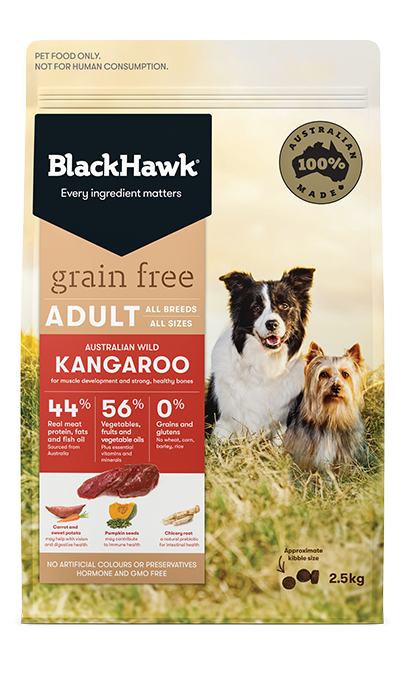 PET FOOD ONLY.
NOT FOR HUMAN CONSUMPTION.
BlackHawk®
Every ingredient matters
AUSTRALIAN
100%
MADE
grain free
ADULT
ALL BREEDS
ALL SIZES
AUSTRALIAN WILD
KANGAROO
for muscle development and strong, healthy bones
44%
Real meat
protein, fats
and fish oil
Sourced from
Australia
56%
Vegetables,
fruits and
vegetable oils
Plus essential
vitamins and
minerals
0%
Grains and
glutens
No wheat, corn,
barley, rice
Carrot and
sweet potato
may help with vision
and digestive health
Pumpkin seeds
may contribute
to immune health
Chicory root
a natural prebiotic
for intestinal health
NO ARTIFICIAL COLOURS OR PRESERVATIVES
HORMONE AND GMO FREE
Approximate
kibble size
2.5kg